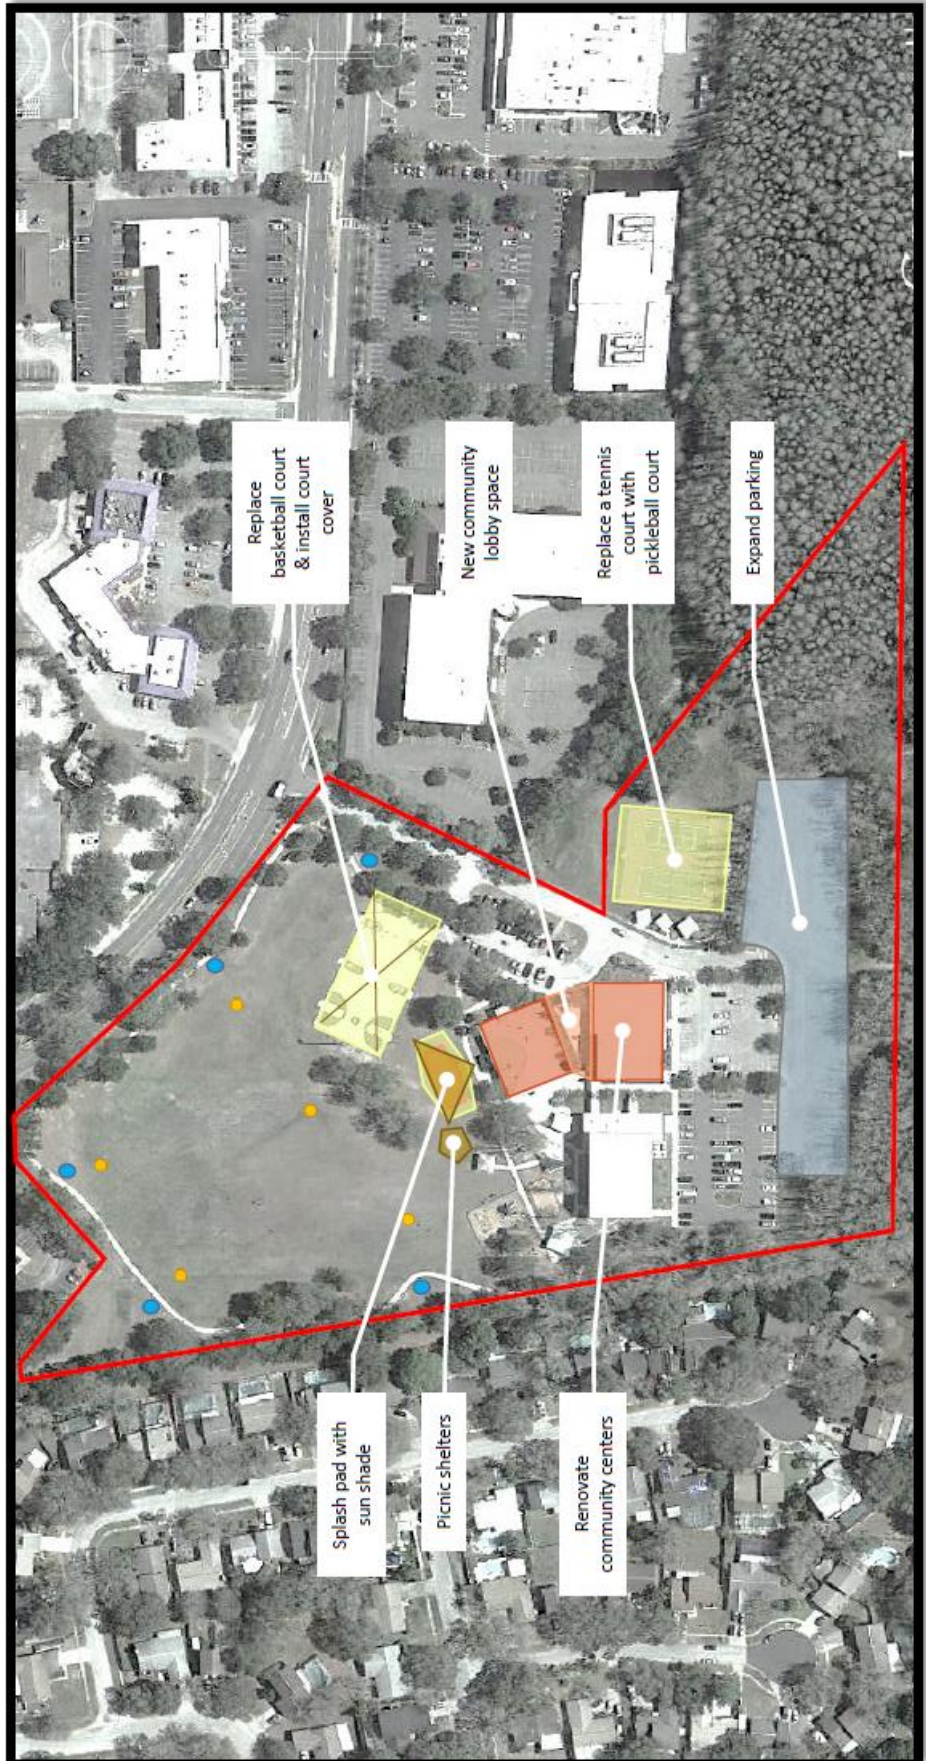 Splash pad with
sun shade
Picnic shelters
Renovate
community centers
Replace
basketball court
& install court
cover
New community
lobby space
Replace a tennis
court with
pickleball court
Expand parking